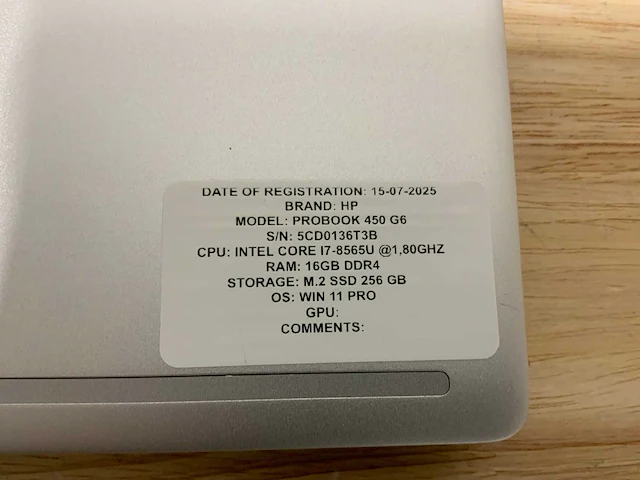 DATE OF REGISTRATION: 15-07-2025
BRAND: HP
MODEL: PROBOOK 450 G6
S/N: 5CD0136T3B
CPU: INTEL CORE I7-8565U @1,80GHZ
RAM: 16GB DDR4
STORAGE: M.2 SSD 256 GB
OS: WIN 11 PRO
GPU:
COMMENTS: